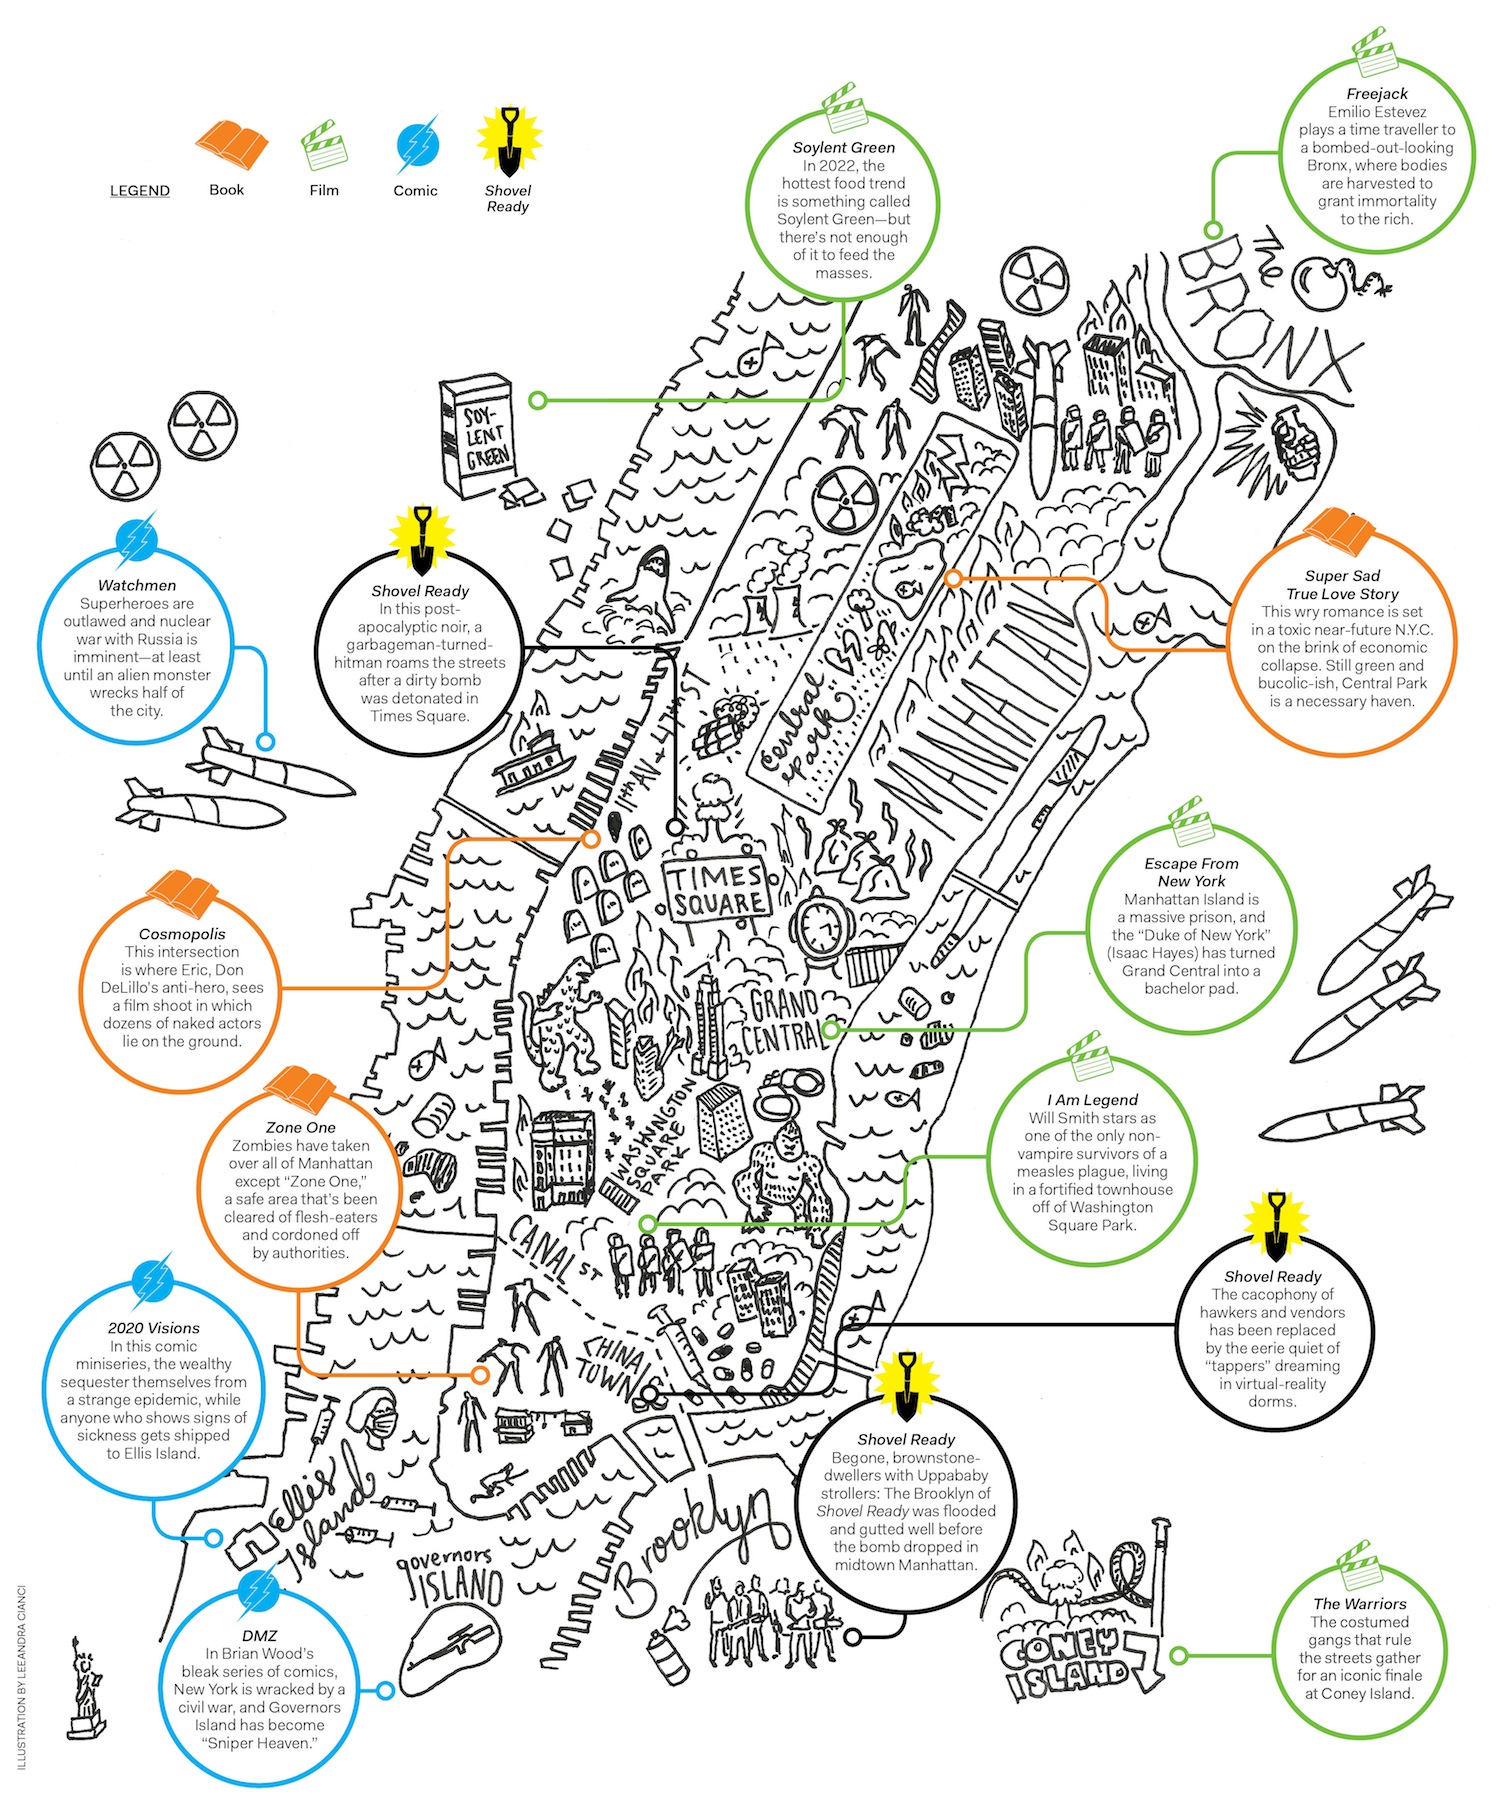 LEGEND
Book
Film
Comic
Shovel
Ready
Soylent Green
In 2022, the
hottest food trend
is something called
Soylent Green—but
there's not enough
of it to feed the
masses.
Freejack
Emilio Estevez
plays a time traveller to
a bombed-out-looking
Bronx, where bodies
are harvested to
grant immortality
to the rich.
The
BRONX
SOY-
LENT
GREEN
Watchmen
Superheroes are
outlawed and nuclear
war with Russia is
imminent—at least
until an alien monster
wrecks half of
the city.
Shovel Ready
In this post-
apocalyptic noir, a
garbageman-turned-
hitman roams the streets
after a dirty bomb
was detonated in
Times Square.
Super Sad
True Love Story
This wry romance is set
in a toxic near-future N.Y.C.
on the brink of economic
collapse. Still green and
bucolic-ish, Central Park
is a necessary haven.
MANHATTAN
Central
Park
11th AV + 47th ST
TIMES
SQUARE
Cosmopolis
This intersection
is where Eric, Don
DeLillo's anti-hero, sees
a film shoot in which
dozens of naked actors
lie on the ground.
Escape From
New York
Manhattan Island is
a massive prison, and
the “Duke of New York”
(Isaac Hayes) has turned
Grand Central into a
bachelor pad.
GRAND
CENTRAL
Zone One
Zombies have taken
over all of Manhattan
except “Zone One,”
a safe area that's been
cleared of flesh-eaters
and cordoned off
by authorities.
WASHINGTON
SQUARE
PARK
I Am Legend
Will Smith stars as
one of the only non-
vampire survivors of a
measles plague, living
in a fortified townhouse
off of Washington
Square Park.
CANAL ST
CHINA
TOWN
Shovel Ready
The cacophony of
hawkers and vendors
has been replaced
by the eerie quiet of
“tappers” dreaming
in virtual-reality
dorms.
2020 Visions
In this comic
miniseries, the wealthy
sequester themselves from
a strange epidemic, while
anyone who shows signs of
sickness gets shipped
to Ellis Island.
Ellis
Island
Shovel Ready
Begone, brownstone-
dwellers with Uppababy
strollers: The Brooklyn of
Shovel Ready was flooded
and gutted well before
the bomb dropped in
midtown Manhattan.
Brooklyn
governors
ISLAND
DMZ
In Brian Wood's
bleak series of comics,
New York is wracked by a
civil war, and Governors
Island has become
“Sniper Heaven.”
CONEY
ISLAND
The Warriors
The costumed
gangs that rule
the streets gather
for an iconic finale
at Coney Island.
ILLUSTRATION BY LEEANDRA CIANCI